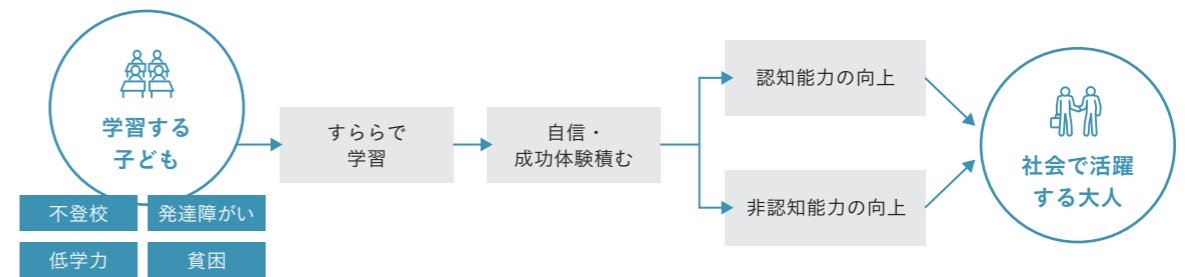 学習する
子ども
不登校
発達障がい
低学力
貧困
すららで
学習
自信・
成功体験積む
認知能力の向上
非認知能力の向上
社会で活躍
する大人